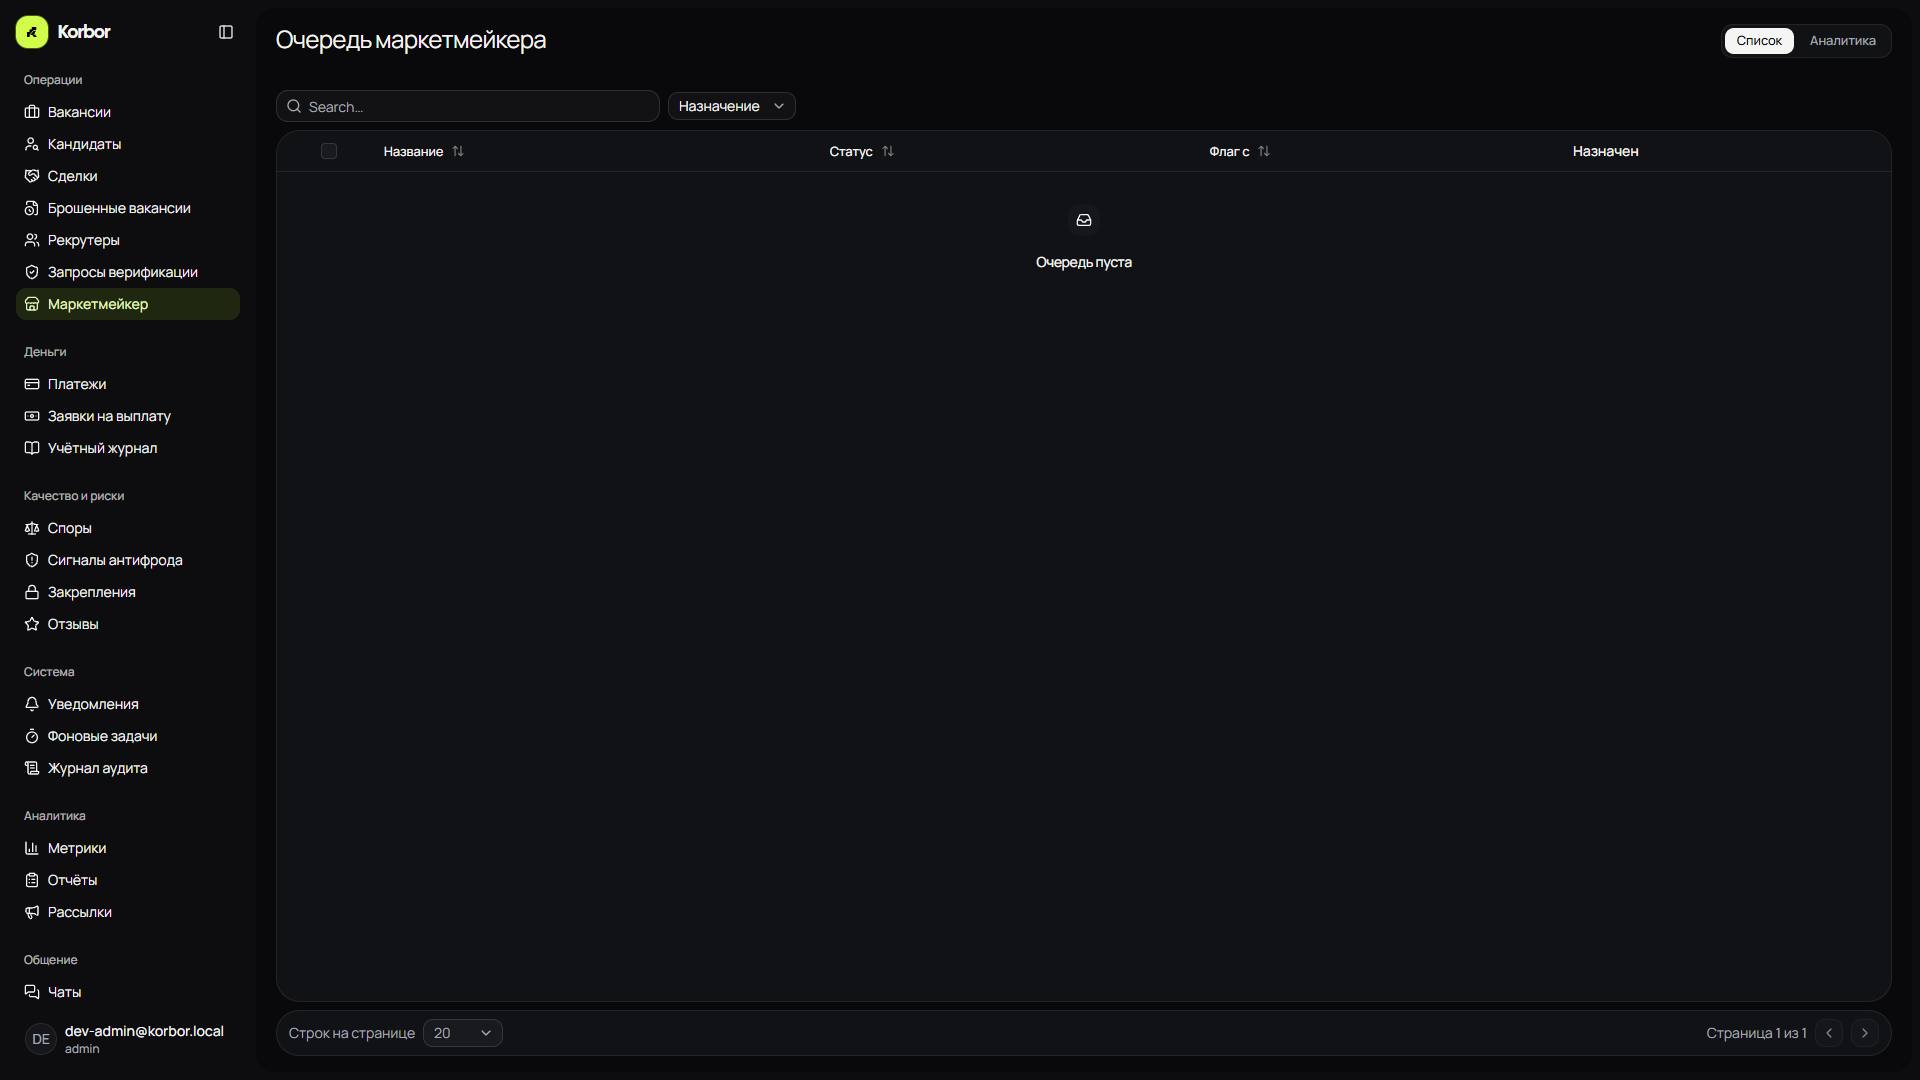 Korbor
Операции
Вакансии
Кандидаты
Сделки
Брошенные вакансии
Рекрутеры
Запросы верификации
Маркетмейкер
Деньги
Платежи
Заявки на выплату
Учётный журнал
Качество и риски
Споры
Сигналы антифрода
Закрепления
Отзывы
Система
Уведомления
Фоновые задачи
Журнал аудита
Аналитика
Метрики
Отчёты
Рассылки
Общение
Чаты
DE
dev-admin@korbor.local
admin
Очередь маркетмейкера
Список Аналитика
Search... Назначение
Название Статус Флаг с Назначен
Очередь пуста
Строк на странице 20 Страница 1 из 1